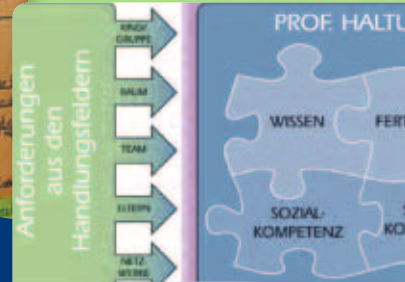 Anforderungen
aus den
Handlungsfeldern
KIND/
GRUPPE
RAUM
TEAM
ELTERN
NETZ-
WERKE
PROF. HALTU
WISSEN
FERT
SOZIAL-
KOMPETENZ
KO